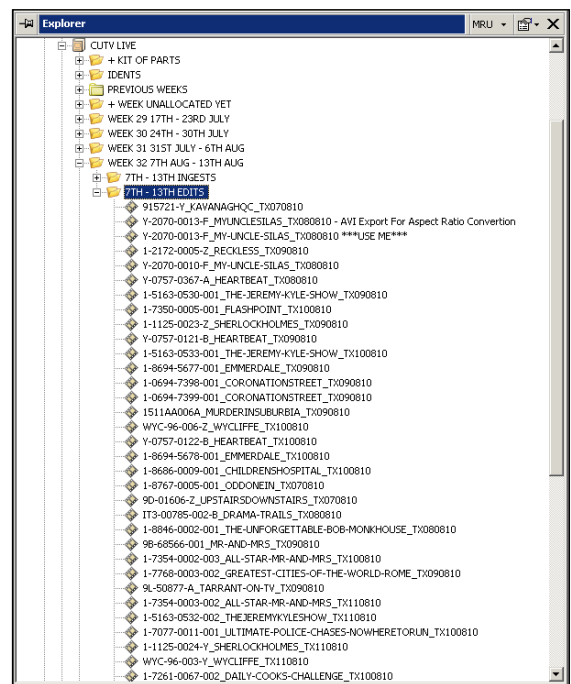 Explorer MRU
CUTV LIVE
+ KIT OF PARTS
IDENTS
PREVIOUS WEEKS
+ WEEK UNALLOCATED YET
WEEK 29 17TH - 23RD JULY
WEEK 30 24TH - 30TH JULY
WEEK 31 31ST JULY - 6TH AUG
WEEK 32 7TH AUG - 13TH AUG
7TH - 13TH INGESTS
7TH - 13TH EDITS
915721-Y_KAVANAGHQC_TX070810
Y-2070-0013-F_MYUNCLESILAS_TX080810 - AVI Export For Aspect Ratio Convertion
Y-2070-0013-F_MY-UNCLE-SILAS_TX080810 ***USE ME***
1-2172-0005-Z_RECKLESS_TX090810
Y-2070-0010-F_MY-UNCLE-SILAS_TX080810
Y-0757-0367-A_HEARTBEAT_TX080810
1-5163-0530-001_THE-JEREMY-KYLE-SHOW_TX090810
1-7350-0005-001_FLASHPOINT_TX100810
1-1125-0023-Z_SHERLOCKHOLMES_TX090810
Y-0757-0121-B_HEARTBEAT_TX090810
1-5163-0533-001_THE-JEREMY-KYLE-SHOW_TX100810
1-8694-5677-001_EMMERDALE_TX090810
1-0694-7398-001_CORONATIONSTREET_TX090810
1-0694-7399-001_CORONATIONSTREET_TX090810
1511AA006A_MURDERINSUBURBIA_TX090810
WYC-96-006-Z_WYCLIFFE_TX100810
Y-0757-0122-B_HEARTBEAT_TX100810
1-8694-5678-001_EMMERDALE_TX100810
1-8686-0009-001_CHILDRENSHOSPITAL_TX100810
1-8767-0005-001_ODDONEIN_TX070810
9D-01606-Z_UPSTAIRSDOWNSTAIRS_TX070810
IT3-00785-002-B_DRAMA-TRAILS_TX080810
1-8846-0002-001_THE-UNFORGETTABLE-BOB-MONKHOUSE_TX080810
9B-68566-001_MR-AND-MRS_TX090810
1-7354-0002-003_ALL-STAR-MR-AND-MRS_TX100810
1-7768-0003-002_GREATEST-CITIES-OF-THE-WORLD-ROME_TX090810
9L-50877-A_TARRANT-ON-TV_TX090810
1-7354-0003-002_ALL-STAR-MR-AND-MRS_TX110810
1-5163-0532-002_THEJEREMYKYLESHOW_TX110810
1-7077-0011-001_ULTIMATE-POLICE-CHASES-NOWHERETORUN_TX100810
1-1125-0024-Y_SHERLOCKHOLMES_TX110810
WYC-96-003-Y_WYCLIFFE_TX110810
1-7261-0067-002_DAILY-COOKS-CHALLENGE_TX100810